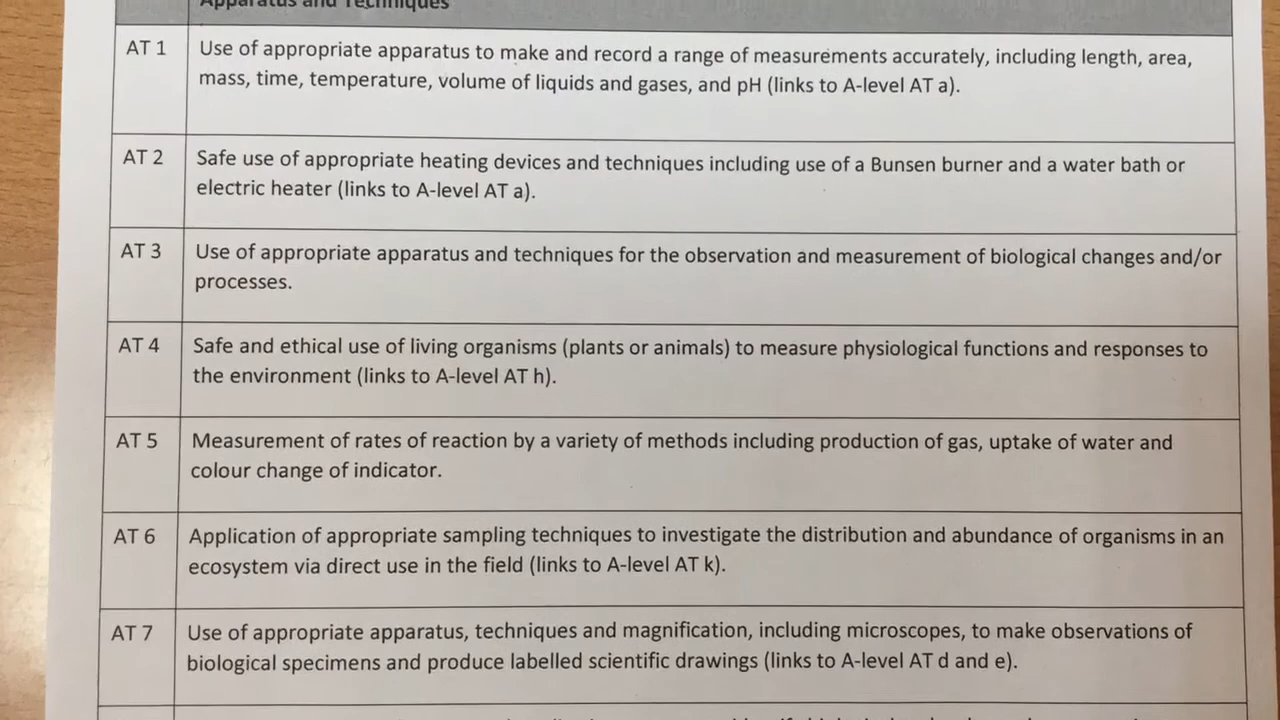 Apparatus and Techniques
AT 1 Use of appropriate apparatus to make and record a range of measurements accurately, including length, area,
mass, time, temperature, volume of liquids and gases, and pH (links to A-level AT a).
AT 2 Safe use of appropriate heating devices and techniques including use of a Bunsen burner and a water bath or
electric heater (links to A-level AT a).
AT 3 Use of appropriate apparatus and techniques for the observation and measurement of biological changes and/or
processes.
AT 4 Safe and ethical use of living organisms (plants or animals) to measure physiological functions and responses to
the environment (links to A-level AT h).
AT 5 Measurement of rates of reaction by a variety of methods including production of gas, uptake of water and
colour change of indicator.
AT 6 Application of appropriate sampling techniques to investigate the distribution and abundance of organisms in an
ecosystem via direct use in the field (links to A-level AT k).
AT 7 Use of appropriate apparatus, techniques and magnification, including microscopes, to make observations of
biological specimens and produce labelled scientific drawings (links to A-level AT d and e).